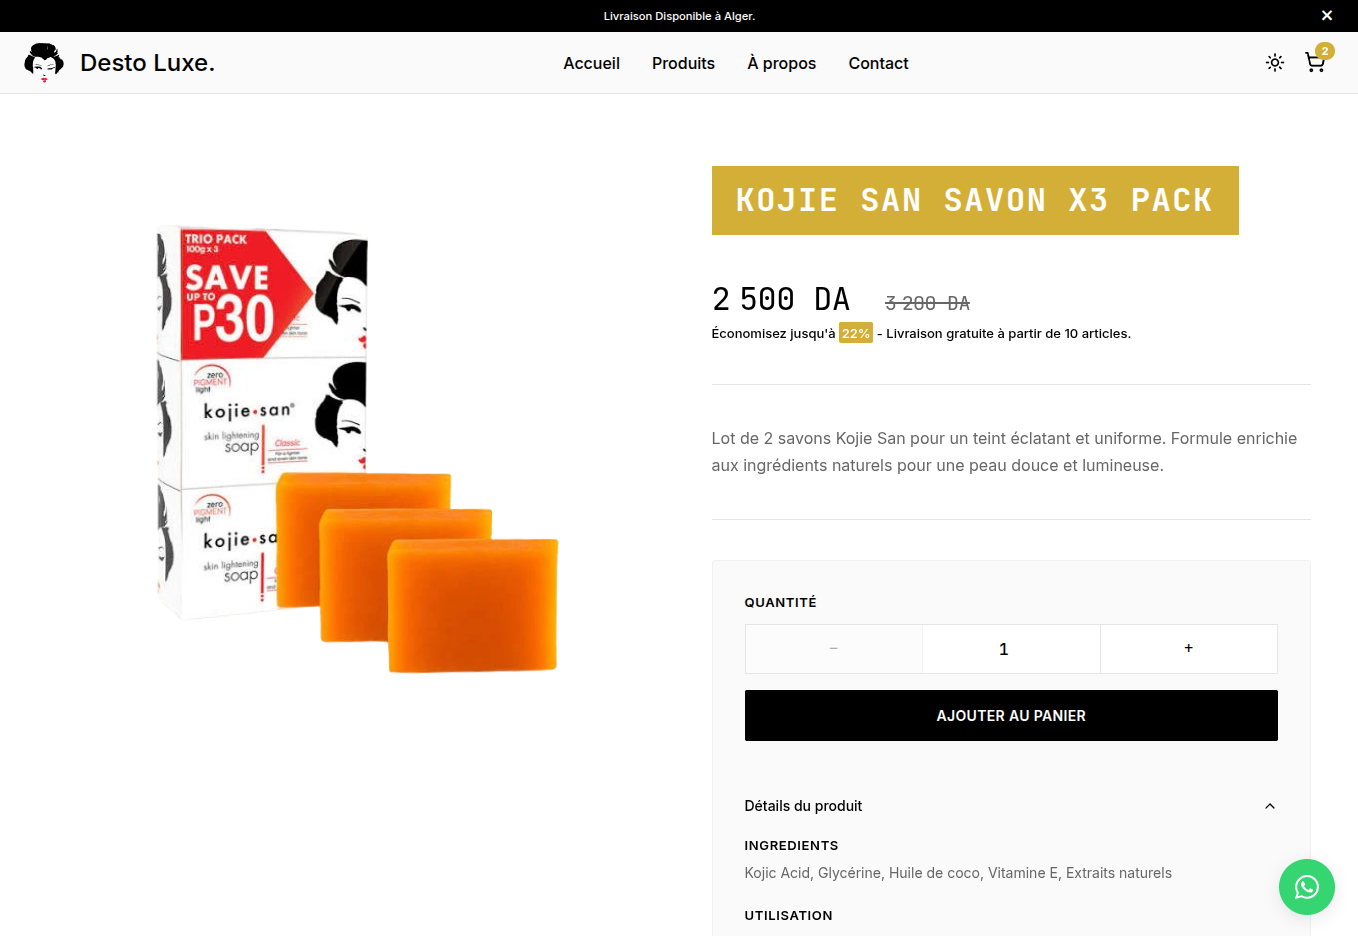 Livraison Disponible à Alger.
Desto Luxe.
Accueil
Produits
À propos
Contact
2
KOJIE SAN SAVON X3 PACK
2 500 DA
3 200 DA
Économisez jusqu'à 22% - Livraison gratuite à partir de 10 articles.
TRIO PACK
100g x 3
SAVE
UP TO
P30
zero
PIGMENT
light
kojie•san®
skin lightening
soap
Classic
zero
PIGMENT
light
kojie•sa
skin lightening
soap
Lot de 2 savons Kojie San pour un teint éclatant et uniforme. Formule enrichie
aux ingrédients naturels pour une peau douce et lumineuse.
QUANTITÉ
− 1 +
AJOUTER AU PANIER
Détails du produit
INGREDIENTS
Kojic Acid, Glycérine, Huile de coco, Vitamine E, Extraits naturels
UTILISATION